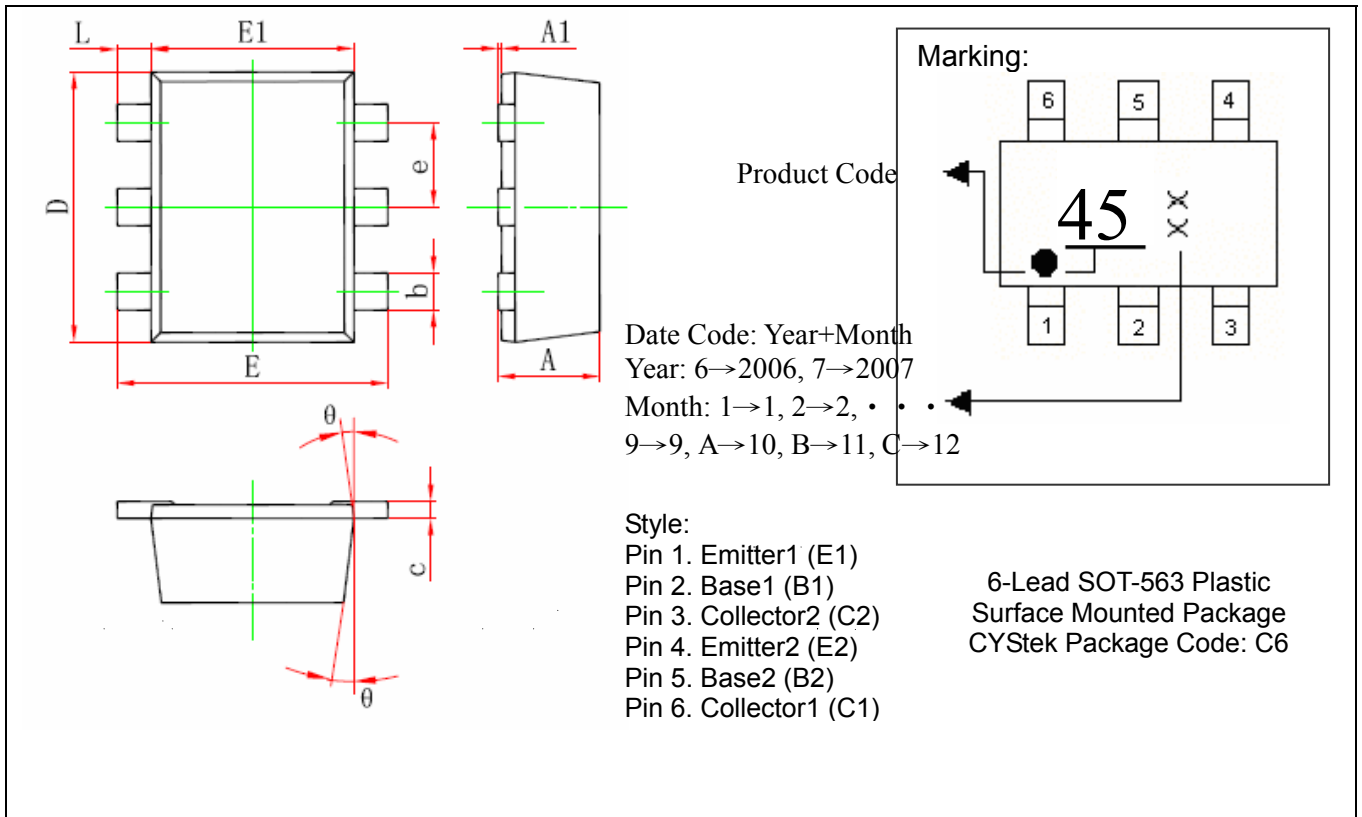 L
E1
A1
D
e
b
E
A
θ
c
θ
Marking:
6 5 4
Product Code
45
XX
1 2 3
Date Code: Year+Month
Year: 6→2006, 7→2007
Month: 1→1, 2→2, ・・・
9→9, A→10, B→11, C→12
Style:
Pin 1. Emitter1 (E1)
Pin 2. Base1 (B1)
Pin 3. Collector2 (C2)
Pin 4. Emitter2 (E2)
Pin 5. Base2 (B2)
Pin 6. Collector1 (C1)
6-Lead SOT-563 Plastic
Surface Mounted Package
CYStek Package Code: C6